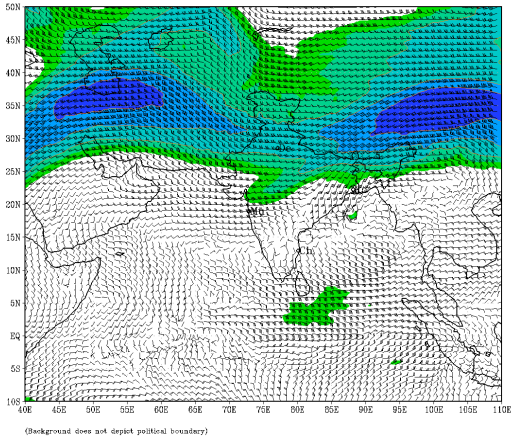 50N
45N
40N
35N
30N
25N
20N
15N
10N
5N
EQ
5S
10S
40E 45E 50E 55E 60E 65E 70E 75E 80E 85E 90E 95E 100E 105E 110E
(Background does not depict political boundary)